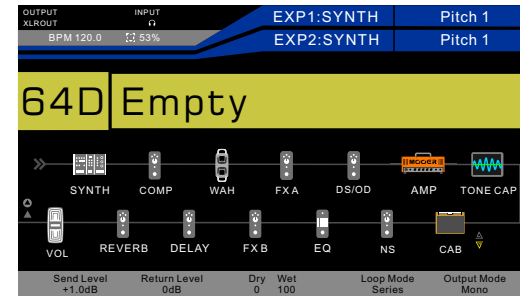 OUTPUT INPUT EXP1:SYNTH Pitch 1
XLROUT
BPM 120.0 53% EXP2:SYNTH Pitch 1
64D Empty
MOOER
SYNTH COMP WAH FX A DS/OD AMP TONE CAP
VOL REVERB DELAY FX B EQ NS CAB
Send Level Return Level Dry Wet Loop Mode Output Mode
+1.0dB 0dB 0 100 Series Mono